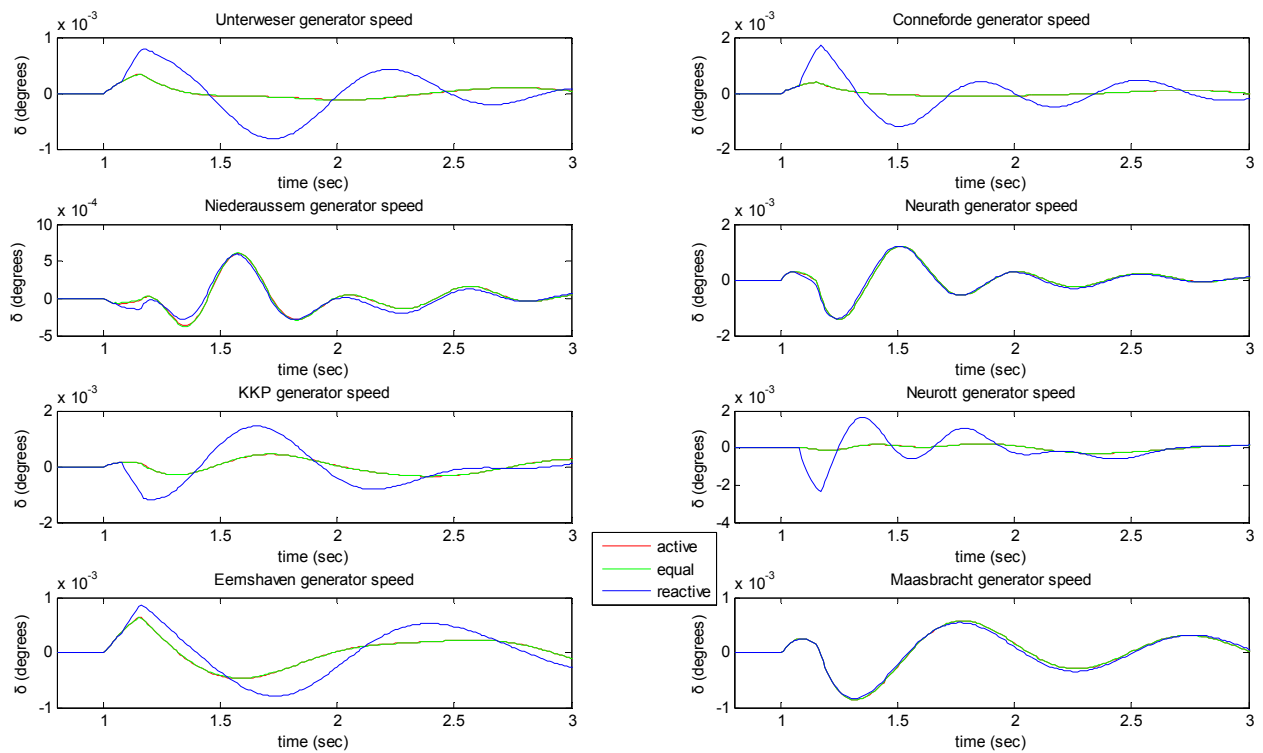 Unterweser generator speed
x 10-3
δ (degrees)
1
0
-1
1 1.5 2 2.5 3
time (sec)
Conneforde generator speed
x 10-3
δ (degrees)
2
0
-2
1 1.5 2 2.5 3
time (sec)
Niederaussem generator speed
x 10-4
δ (degrees)
10
5
0
-5
1 1.5 2 2.5 3
time (sec)
Neurath generator speed
x 10-3
δ (degrees)
2
0
-2
1 1.5 2 2.5 3
time (sec)
KKP generator speed
x 10-3
δ (degrees)
2
0
-2
1 1.5 2 2.5 3
time (sec)
Neurott generator speed
x 10-3
δ (degrees)
2
0
-2
-4
1 1.5 2 2.5 3
time (sec)
active
equal
reactive
Eemshaven generator speed
x 10-3
δ (degrees)
1
0
-1
1 1.5 2 2.5 3
time (sec)
Maasbracht generator speed
x 10-3
δ (degrees)
1
0
-1
1 1.5 2 2.5 3
time (sec)